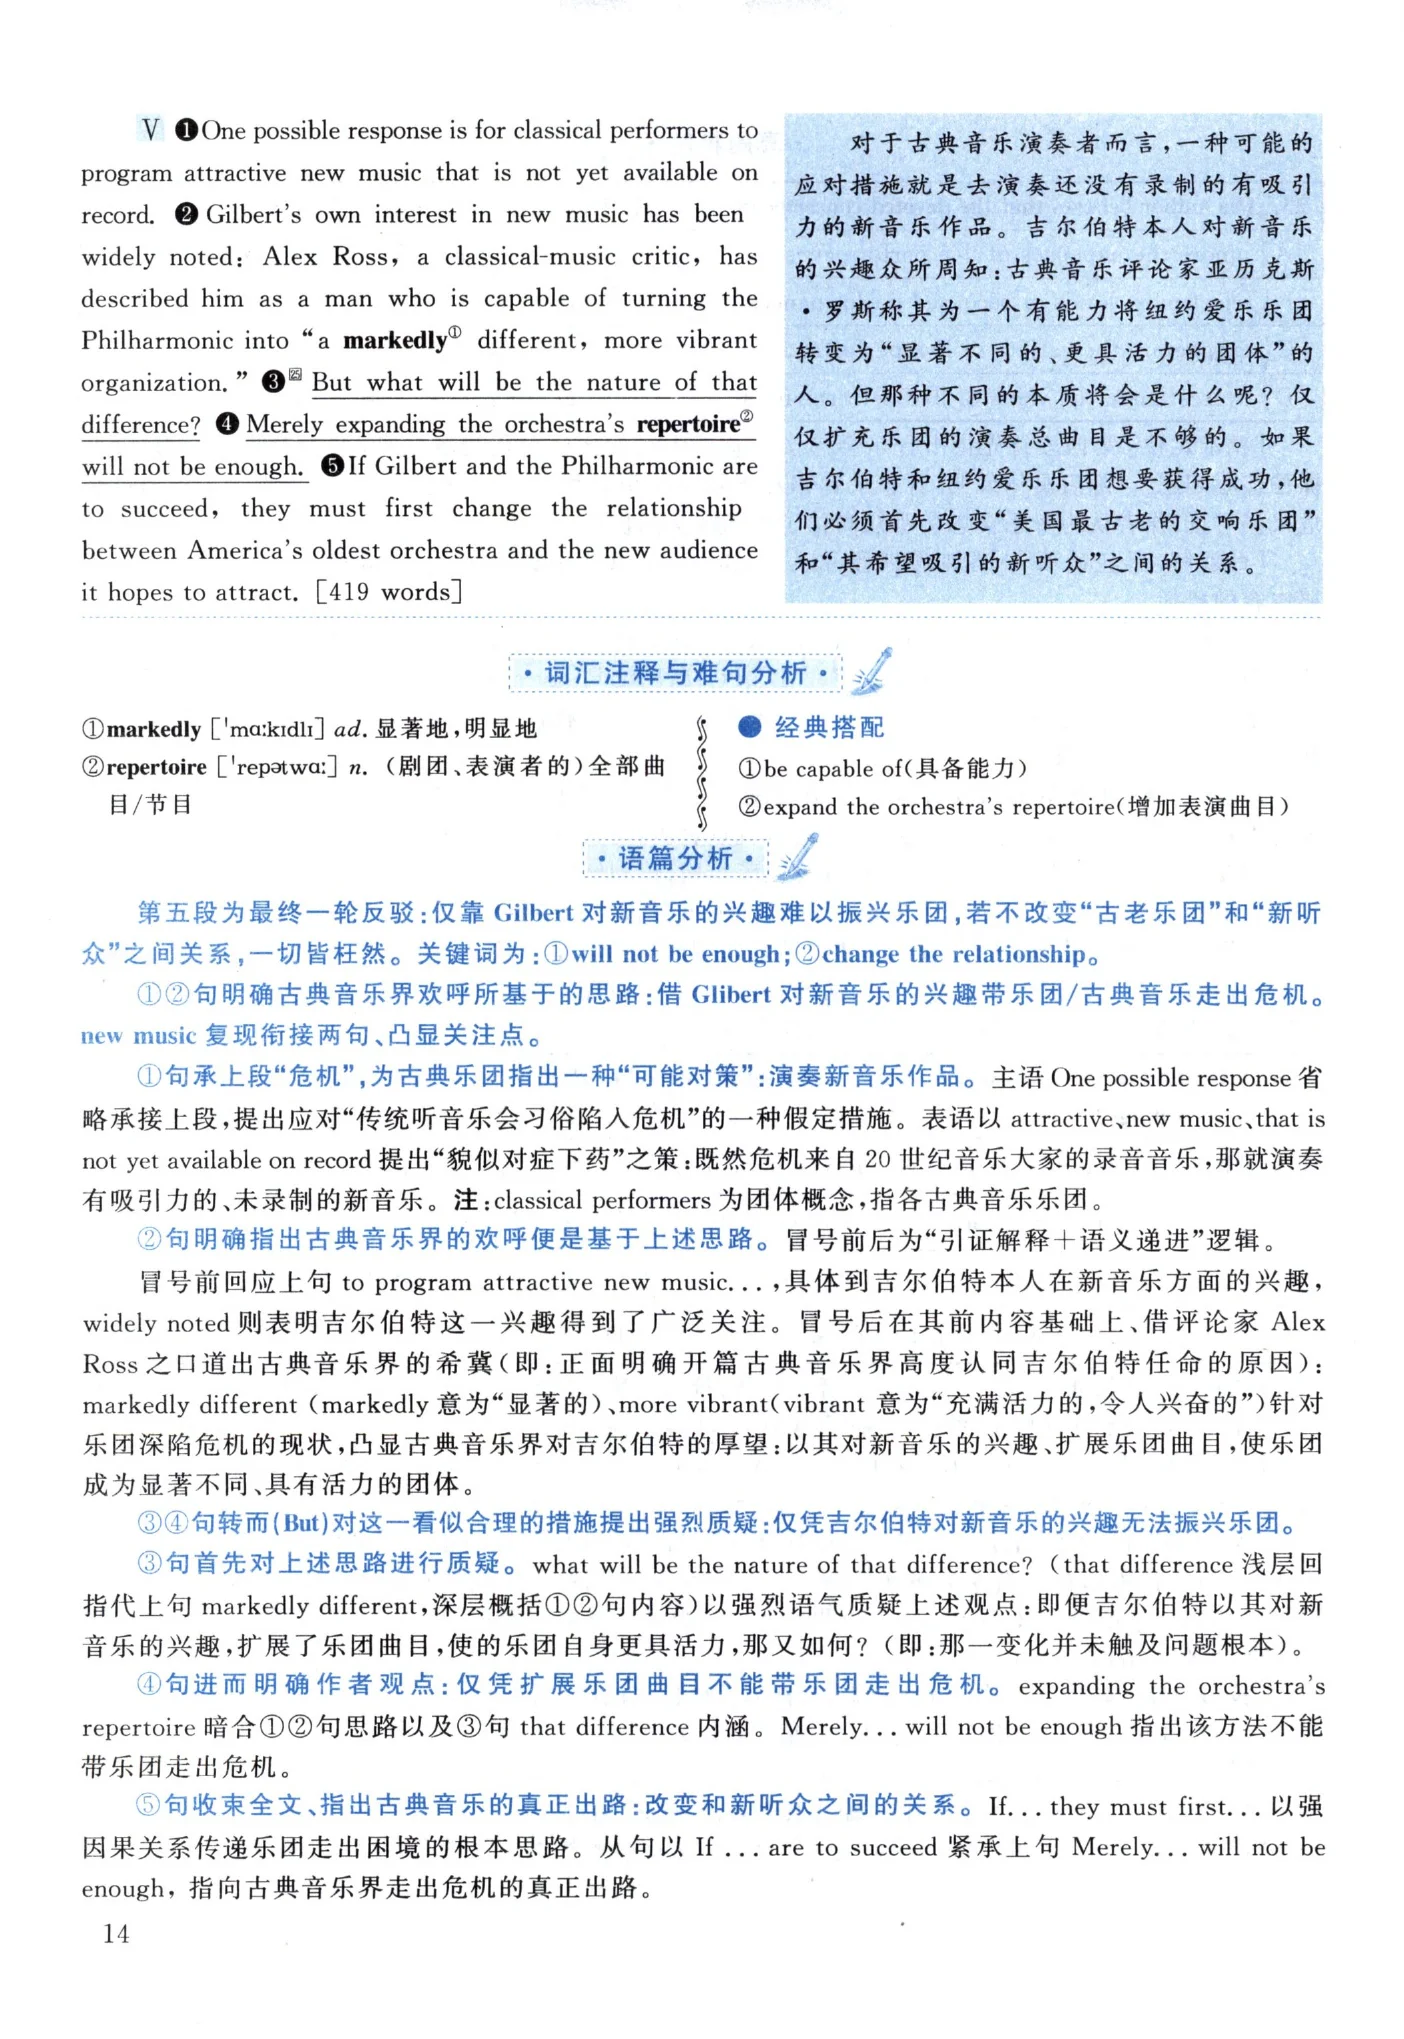 Ⅴ ❶One possible response is for classical performers to
program attractive new music that is not yet available on
record. ❷Gilbert's own interest in new music has been
widely noted: Alex Ross, a classical-music critic, has
described him as a man who is capable of turning the
Philharmonic into “a markedly① different, more vibrant
organization.” ❸25 But what will be the nature of that
difference? ❹Merely expanding the orchestra's repertoire②
will not be enough. ❺If Gilbert and the Philharmonic are
to succeed, they must first change the relationship
between America's oldest orchestra and the new audience
it hopes to attract. [419 words]
对于古典音乐演奏者而言,一种可能的
应对措施就是去演奏还没有录制的有吸引
力的新音乐作品。吉尔伯特本人对新音乐
的兴趣众所周知:古典音乐评论家亚历克斯
·罗斯称其为一个有能力将纽约爱乐乐团
转变为“显著不同的、更具活力的团体”的
人。但那种不同的本质将会是什么呢?仅
仅扩充乐团的演奏总曲目是不够的。如果
吉尔伯特和纽约爱乐乐团想要获得成功,他
们必须首先改变“美国最古老的交响乐团”
和“其希望吸引的新听众”之间的关系。
·词汇注释与难句分析·
①markedly [ˈmɑːkɪdlɪ] ad. 显著地,明显地
②repertoire [ˈrepətwɑː] n. (剧团、表演者的)全部曲
目/节目
● 经典搭配
①be capable of(具备能力)
②expand the orchestra's repertoire(增加表演曲目)
·语篇分析·
第五段为最终一轮反驳:仅靠 Gilbert 对新音乐的兴趣难以振兴乐团,若不改变“古老乐团”和“新听
众”之间关系,一切皆枉然。关键词为:①will not be enough;②change the relationship。
①②句明确古典音乐界欢呼所基于的思路:借 Glibert 对新音乐的兴趣带乐团/古典音乐走出危机。
new music 复现衔接两句、凸显关注点。
①句承上段“危机”,为古典乐团指出一种“可能对策”:演奏新音乐作品。主语 One possible response 省
略承接上段,提出应对“传统听音乐会习俗陷入危机”的一种假定措施。表语以 attractive、new music、that is
not yet available on record 提出“貌似对症下药”之策:既然危机来自 20 世纪音乐大家的录音音乐,那就演奏
有吸引力的、未录制的新音乐。注:classical performers 为团体概念,指各古典音乐乐团。
②句明确指出古典音乐界的欢呼便是基于上述思路。冒号前后为“引证解释+语义递进”逻辑。
冒号前回应上句 to program attractive new music...,具体到吉尔伯特本人在新音乐方面的兴趣,
widely noted 则表明吉尔伯特这一兴趣得到了广泛关注。冒号后在其前内容基础上、借评论家 Alex
Ross 之口道出古典音乐界的希冀(即:正面明确开篇古典音乐界高度认同吉尔伯特任命的原因):
markedly different (markedly 意为“显著的)、more vibrant(vibrant 意为“充满活力的,令人兴奋的”)针对
乐团深陷危机的现状,凸显古典音乐界对吉尔伯特的厚望:以其对新音乐的兴趣、扩展乐团曲目,使乐团
成为显著不同、具有活力的团体。
③④句转而(But)对这一看似合理的措施提出强烈质疑:仅凭吉尔伯特对新音乐的兴趣无法振兴乐团。
③句首先对上述思路进行质疑。what will be the nature of that difference? (that difference 浅层回
指代上句 markedly different,深层概括①②句内容)以强烈语气质疑上述观点:即便吉尔伯特以其对新
音乐的兴趣,扩展了乐团曲目,使的乐团自身更具活力,那又如何?(即:那一变化并未触及问题根本)。
④句进而明确作者观点:仅凭扩展乐团曲目不能带乐团走出危机。expanding the orchestra's
repertoire 暗合①②句思路以及③句 that difference 内涵。Merely... will not be enough 指出该方法不能
带乐团走出危机。
⑤句收束全文、指出古典音乐的真正出路:改变和新听众之间的关系。If... they must first... 以强
因果关系传递乐团走出困境的根本思路。从句以 If ... are to succeed 紧承上句 Merely... will not be
enough, 指向古典音乐界走出危机的真正出路。
14